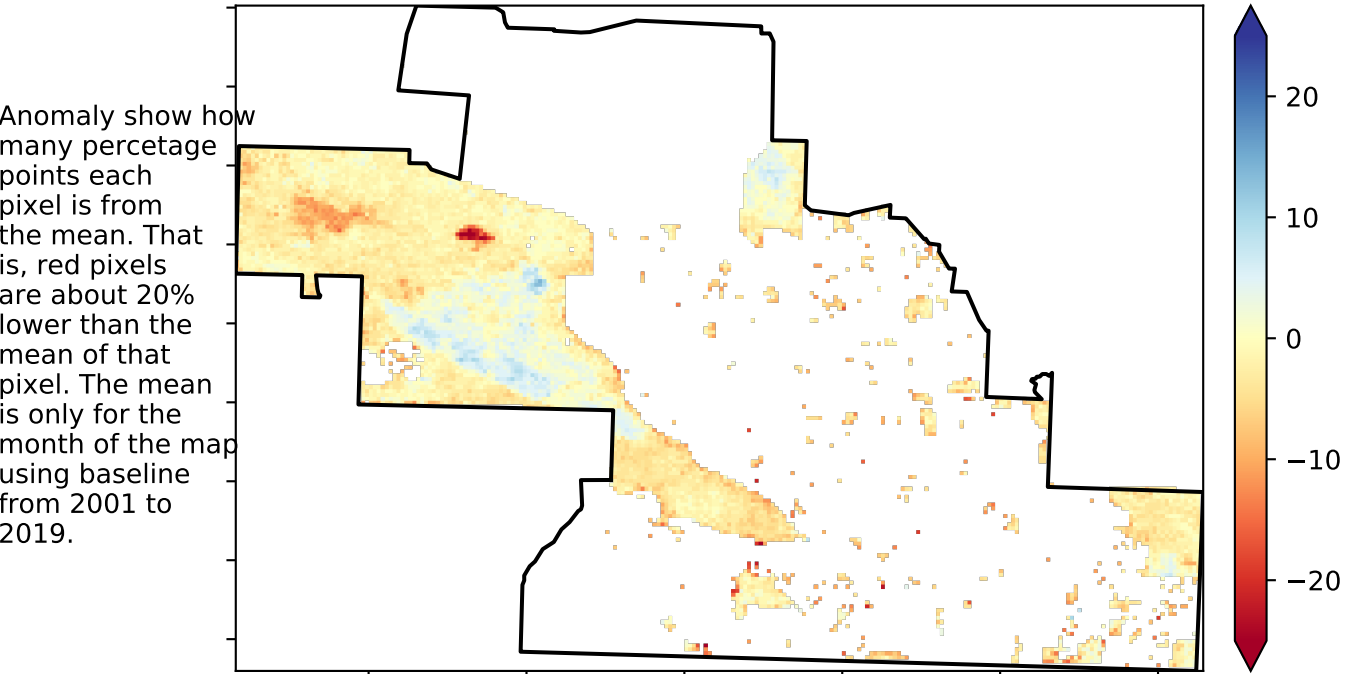 Anomaly show how
many percetage
points each
pixel is from
the mean. That
is, red pixels
are about 20%
lower than the
mean of that
pixel. The mean
is only for the
month of the map
using baseline
from 2001 to
2019.
20
10
0
−10
−20